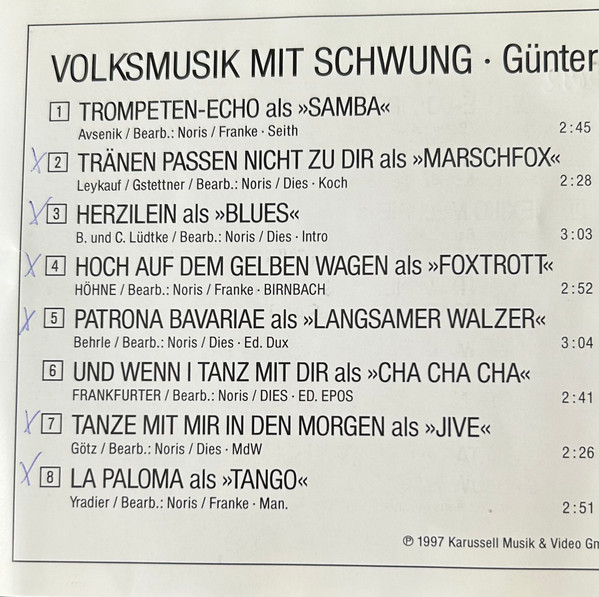 VOLKSMUSIK MIT SCHWUNG · Günter
1 TROMPETEN-ECHO als »SAMBA«
Avsenik / Bearb.: Noris / Franke · Seith
2:45
X 2 TRÄNEN PASSEN NICHT ZU DIR als »MARSCHFOX«
Leykauf / Gstettner / Bearb.: Noris / Dies · Koch
2:28
X 3 HERZILEIN als »BLUES«
B. und C. Lüdtke / Bearb.: Noris / Dies · Intro
3:03
X 4 HOCH AUF DEM GELBEN WAGEN als »FOXTROTT«
HÖHNE / Bearb.: Noris / Franke · BIRNBACH
2:52
X 5 PATRONA BAVARIAE als »LANGSAMER WALZER«
Behrle / Bearb.: Noris / Dies · Ed. Dux
3:04
6 UND WENN I TANZ MIT DIR als »CHA CHA CHA«
FRANKFURTER / Bearb.: Noris / DIES · ED. EPOS
2:41
X 7 TANZE MIT MIR IN DEN MORGEN als »JIVE«
Götz / Bearb.: Noris / Dies · MdW
2:26
X 8 LA PALOMA als »TANGO«
Yradier / Bearb.: Noris / Franke · Man.
2:51
℗ 1997 Karussell Musik & Video Gm